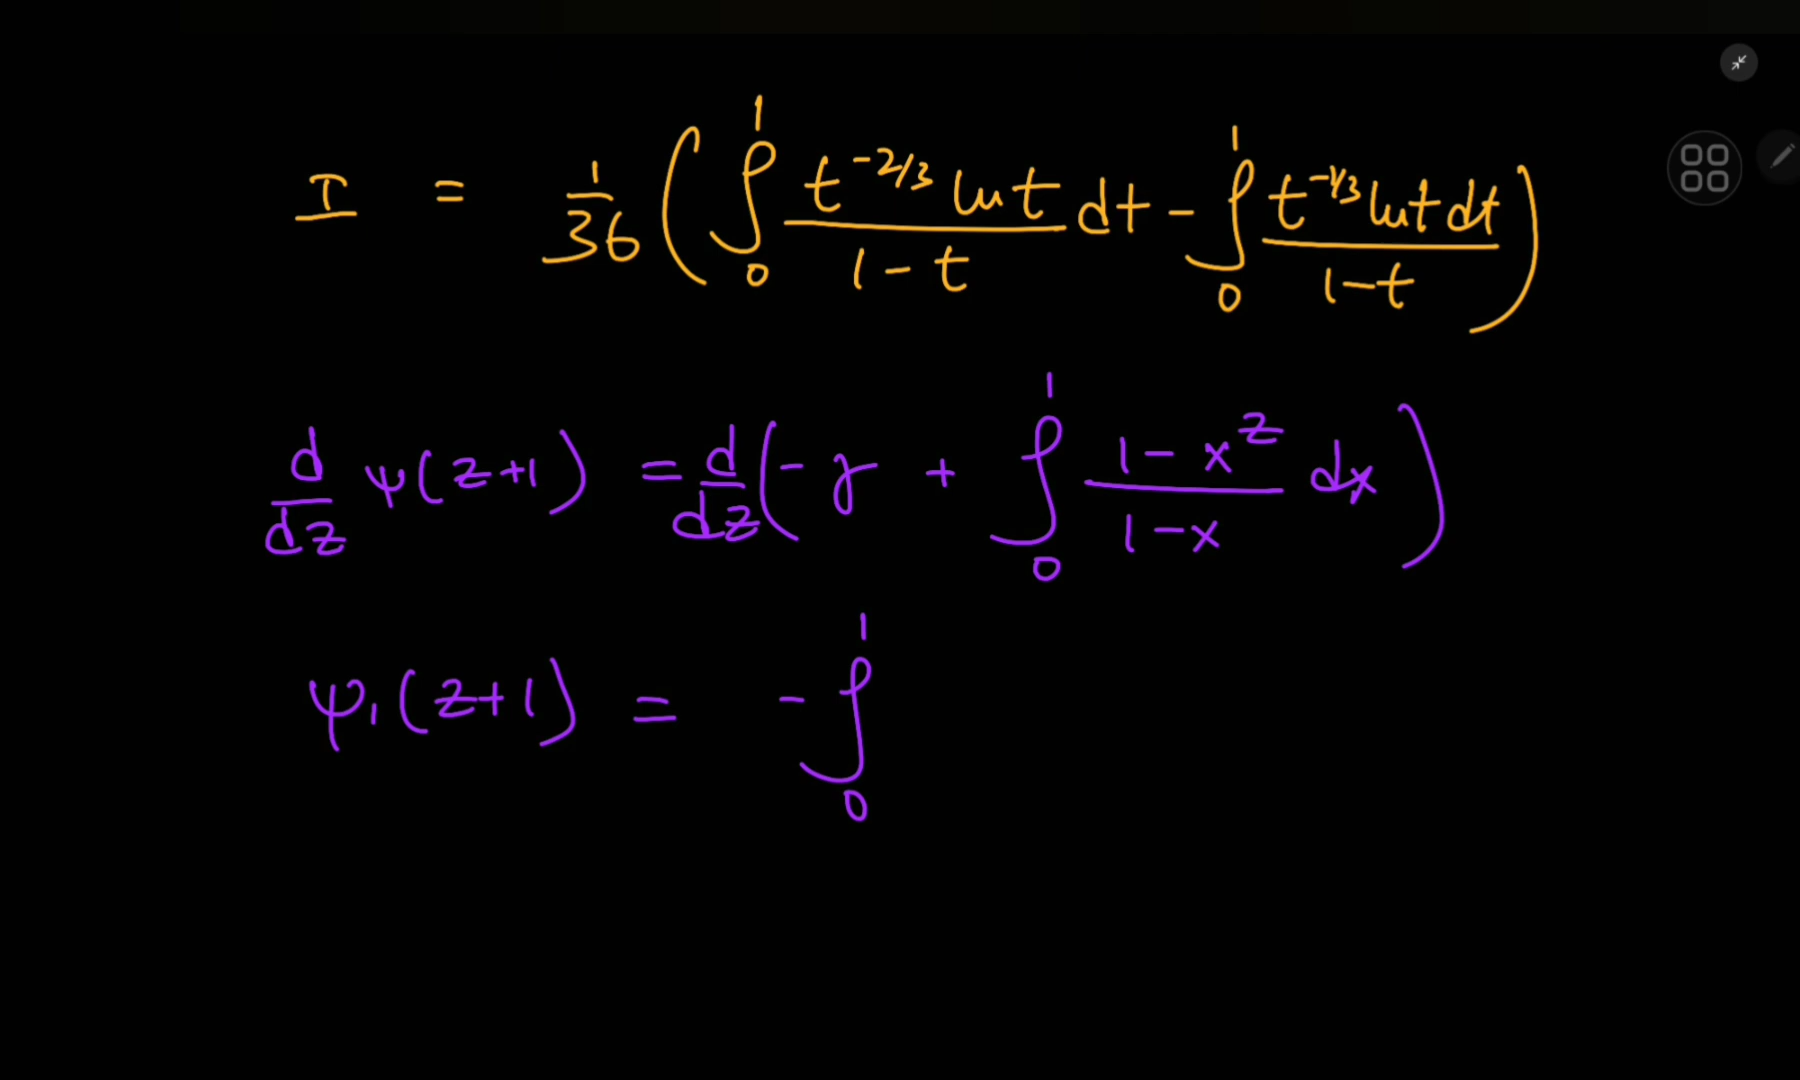 I = 1/36 ( ∫₀¹ t^(-2/3) ln t / (1-t) dt - ∫₀¹ t^(-1/3) ln t dt / (1-t) )
d/dz ψ(z+1) = d/dz ( -γ + ∫₀¹ (1-x^z)/(1-x) dx )
ψ₁(z+1) = -∫₀¹